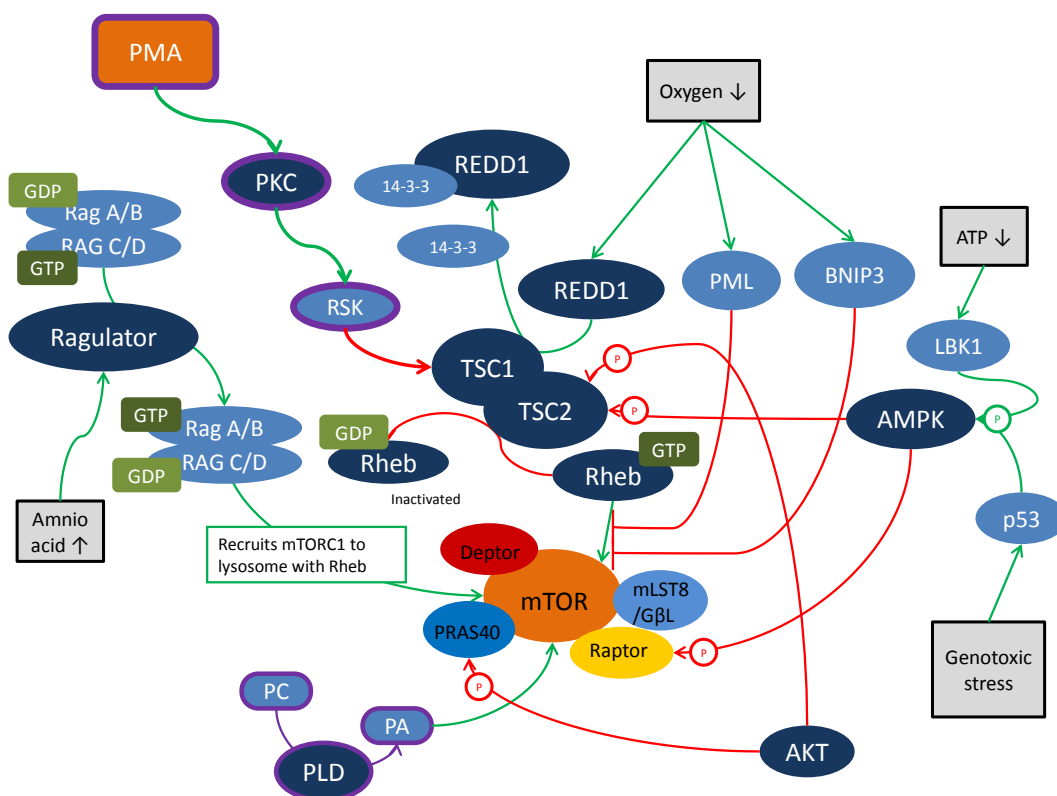 PMA
Oxygen ↓
REDD1
14-3-3
PKC
GDP
Rag A/B
RAG C/D
GTP
14-3-3
ATP ↓
PML
BNIP3
REDD1
RSK
Ragulator
LBK1
TSC1
TSC2
P
P
AMPK
P
GTP
Rag A/B
RAG C/D
GDP
GDP
Rheb
Inactivated
GTP
Rheb
Amnio
acid ↑
p53
Recruits mTORC1 to
lysosome with Rheb
Deptor
mTOR
mLST8
/GβL
PRAS40
Raptor
P
Genotoxic
stress
P
PC
PA
PLD
AKT